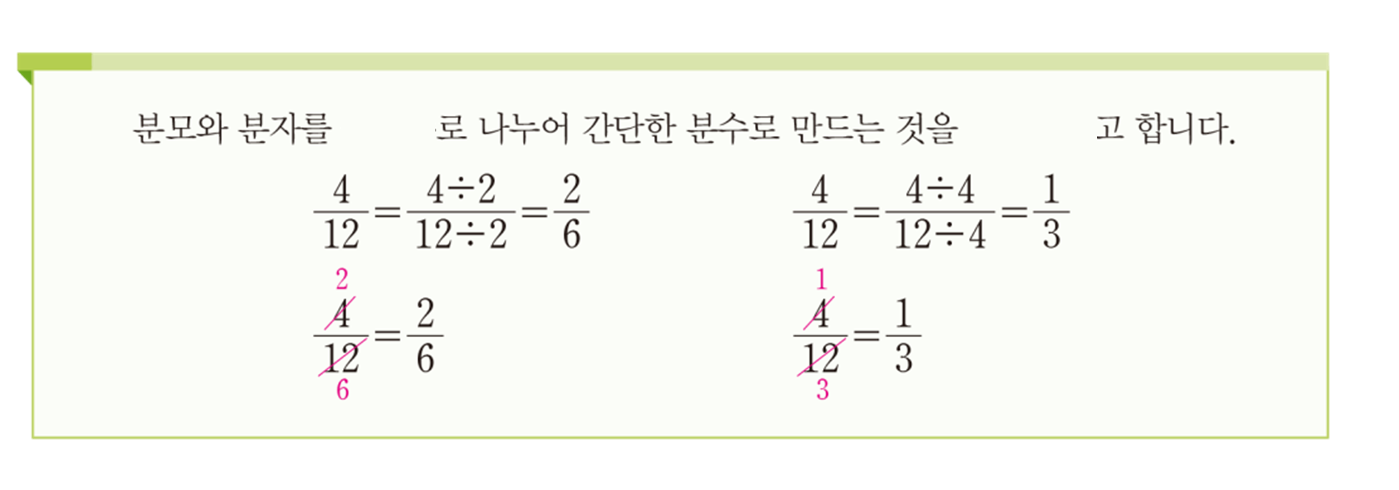 분모와 분자를 로 나누어 간단한 분수로 만드는 것을 고 합니다.
4/12 = 4÷2/12÷2 = 2/6 4/12 = 4÷4/12÷4 = 1/3
2 1
4/12 = 2/6 4/12 = 1/3
6 3